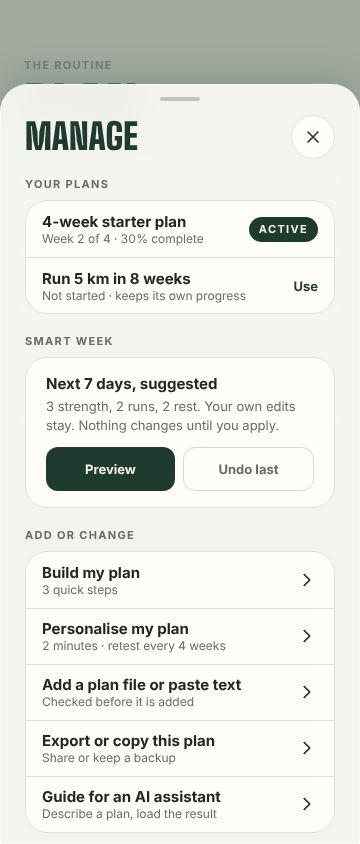 THE ROUTINE
MANAGE
YOUR PLANS
4-week starter plan
Week 2 of 4 · 30% complete
ACTIVE
Run 5 km in 8 weeks
Not started · keeps its own progress
Use
SMART WEEK
Next 7 days, suggested
3 strength, 2 runs, 2 rest. Your own edits
stay. Nothing changes until you apply.
Preview
Undo last
ADD OR CHANGE
Build my plan
3 quick steps
Personalise my plan
2 minutes · retest every 4 weeks
Add a plan file or paste text
Checked before it is added
Export or copy this plan
Share or keep a backup
Guide for an AI assistant
Describe a plan, load the result